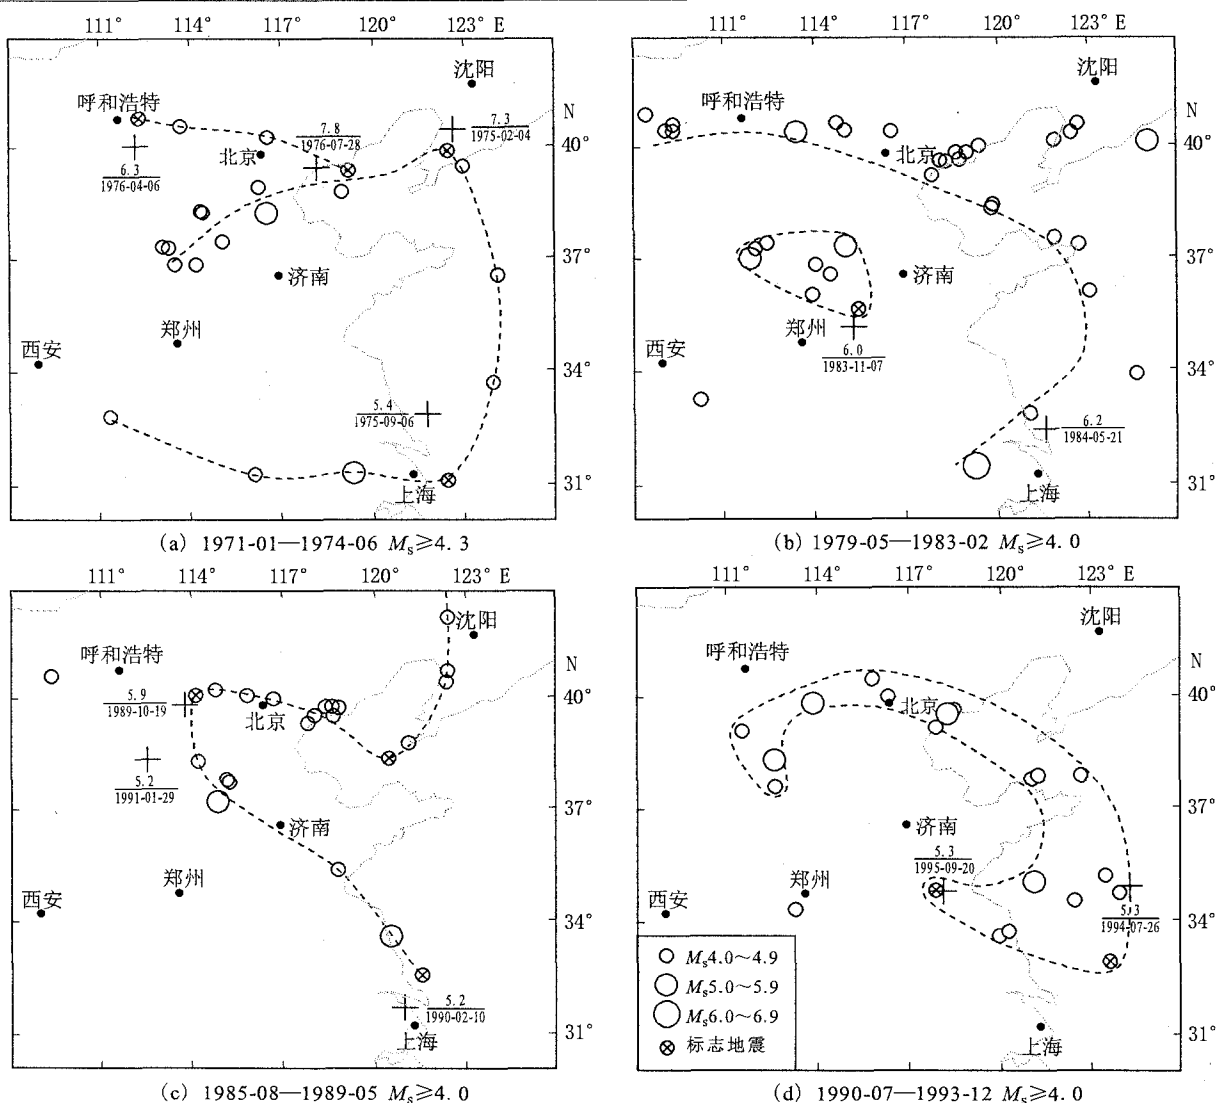 111° 114° 117° 120° 123° E
沈阳
呼和浩特
7.8
1976-07-28
7.3
1975-02-04
N
40°
北京
6.3
1976-04-06
37°
济南
郑州
西安
34°
5.4
1975-09-06
31°
上海
(a) 1971-01—1974-06 Ms≥4.3
111° 114° 117° 120° 123° E
沈阳
呼和浩特
N
40°
北京
37°
济南
郑州
西安
6.0
1983-11-07
34°
6.2
1984-05-21
31°
上海
(b) 1979-05—1983-02 Ms≥4.0
111° 114° 117° 120° 123° E
沈阳
呼和浩特
N
40°
5.9
1989-10-19
北京
5.2
1991-01-29
37°
济南
郑州
西安
34°
5.2
1990-02-10
31°
上海
(c) 1985-08—1989-05 Ms≥4.0
111° 114° 117° 120° 123° E
沈阳
呼和浩特
N
40°
北京
37°
济南
5.3
1995-09-20
郑州
西安
34°
5.3
1994-07-26
Ms4.0~4.9
Ms5.0~5.9
Ms6.0~6.9
标志地震
31°
上海
(d) 1990-07—1993-12 Ms≥4.0